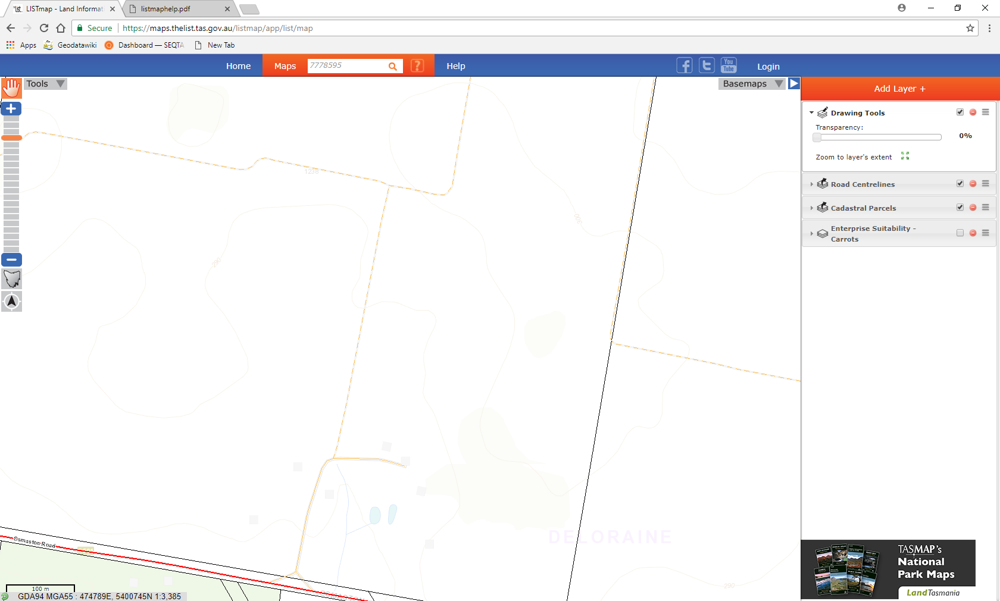 LISTmap - Land Informat
listmaphelp.pdf
Secure https://maps.thelist.tas.gov.au/listmap/app/list/map
Apps Geodatawiki Dashboard — SEQTA New Tab
Home Maps 7778595 ? Help
You
Tube
Login
Tools
Basemaps
Add Layer +
Drawing Tools
Transparency:
0%
Zoom to layer's extent
Road Centrelines
Cadastral Parcels
Enterprise Suitability -
Carrots
1238
300
290
DELORAINE
Osmaston Road
290
100 m
GDA94 MGA55 : 474789E, 5400745N 1:3,385
TASMAP's
National
Park Maps
LandTasmania